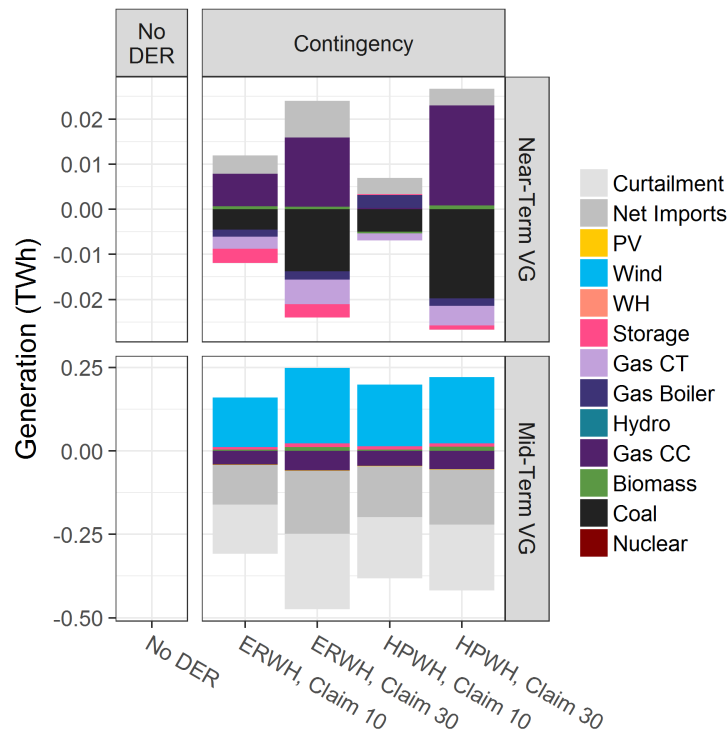 No
DER
Contingency
Generation (TWh)
0.02
0.01
0.00
-0.01
-0.02
Near-Term VG
0.25
0.00
-0.25
-0.50
Mid-Term VG
No DER
ERWH, Claim 10
ERWH, Claim 30
HPWH, Claim 10
HPWH, Claim 30
Curtailment
Net Imports
PV
Wind
WH
Storage
Gas CT
Gas Boiler
Hydro
Gas CC
Biomass
Coal
Nuclear